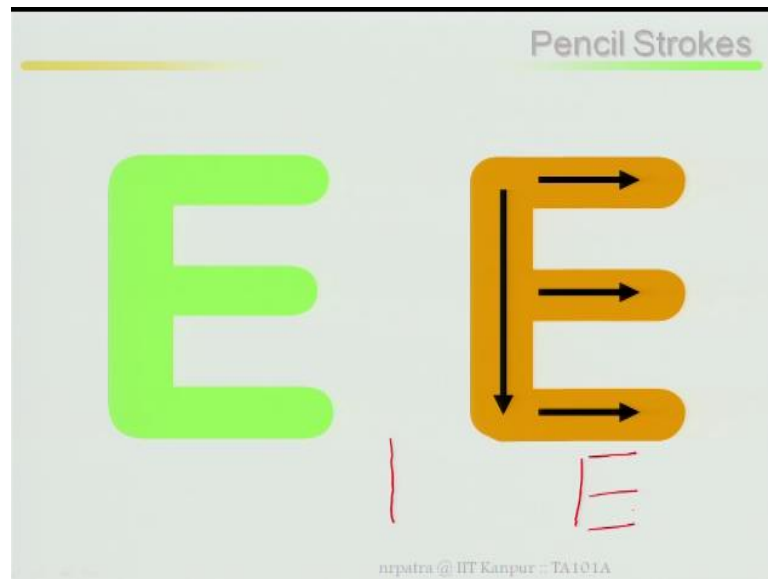 Pencil Strokes
E E
I E
nrpatra @ IIT Kanpur :: TA101A